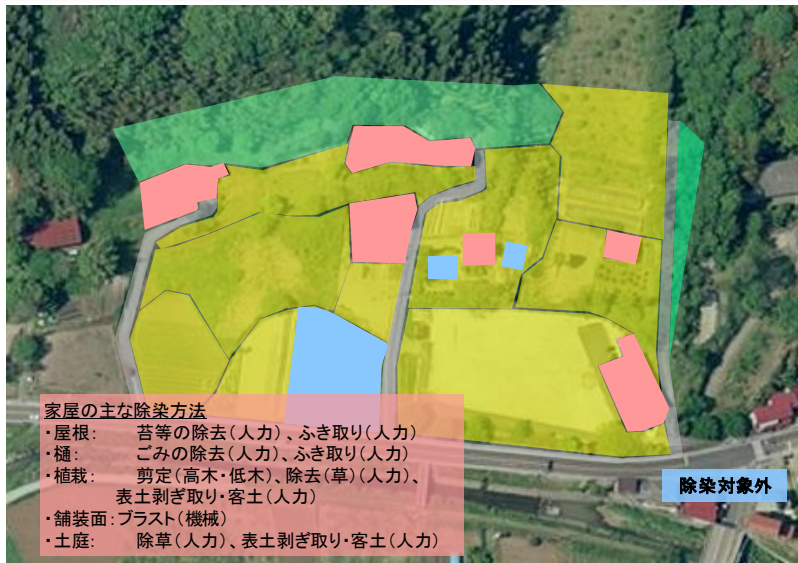 家屋の主な除染方法
・屋根: 苔等の除去(人力)、ふき取り(人力)
・樋: ごみの除去(人力)、ふき取り(人力)
・植栽: 剪定(高木・低木)、除去(草)(人力)、
表土剥ぎ取り・客土(人力)
・舗装面:ブラスト(機械)
・土庭: 除草(人力)、表土剥ぎ取り・客土(人力)
除染対象外